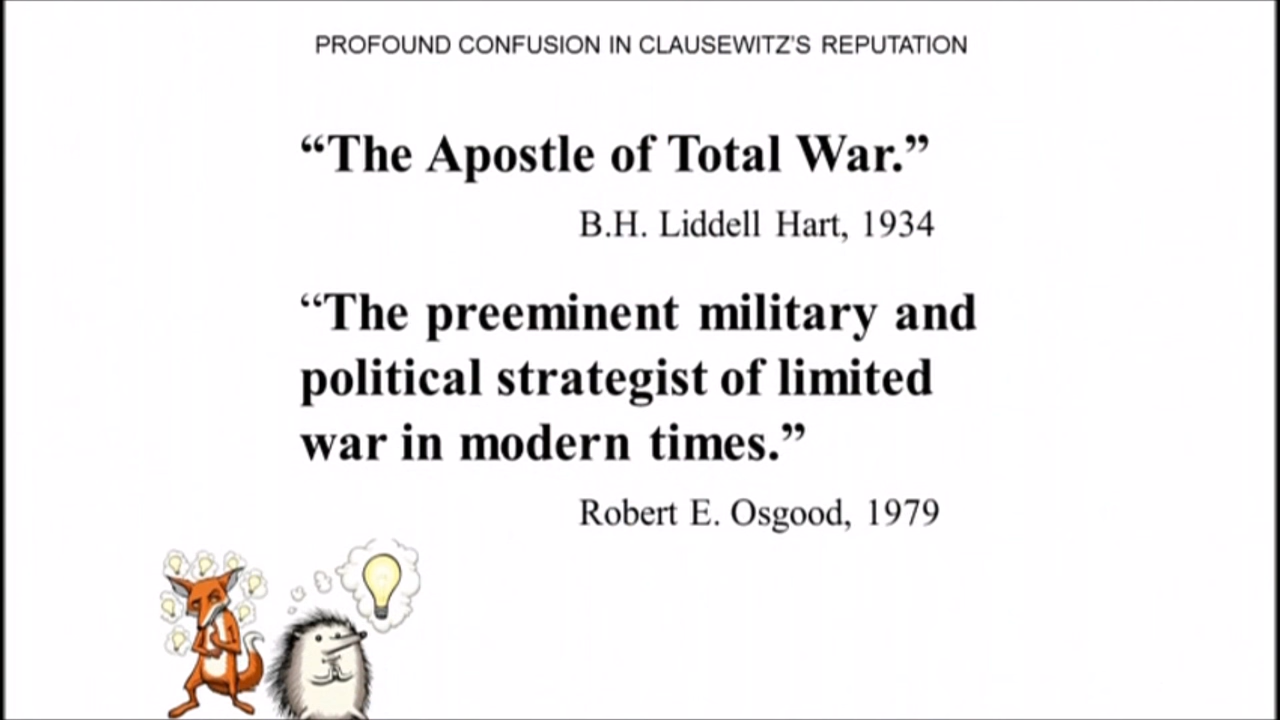 PROFOUND CONFUSION IN CLAUSEWITZ’S REPUTATION
“The Apostle of Total War.”
B.H. Liddell Hart, 1934
“The preeminent military and
political strategist of limited
war in modern times.”
Robert E. Osgood, 1979